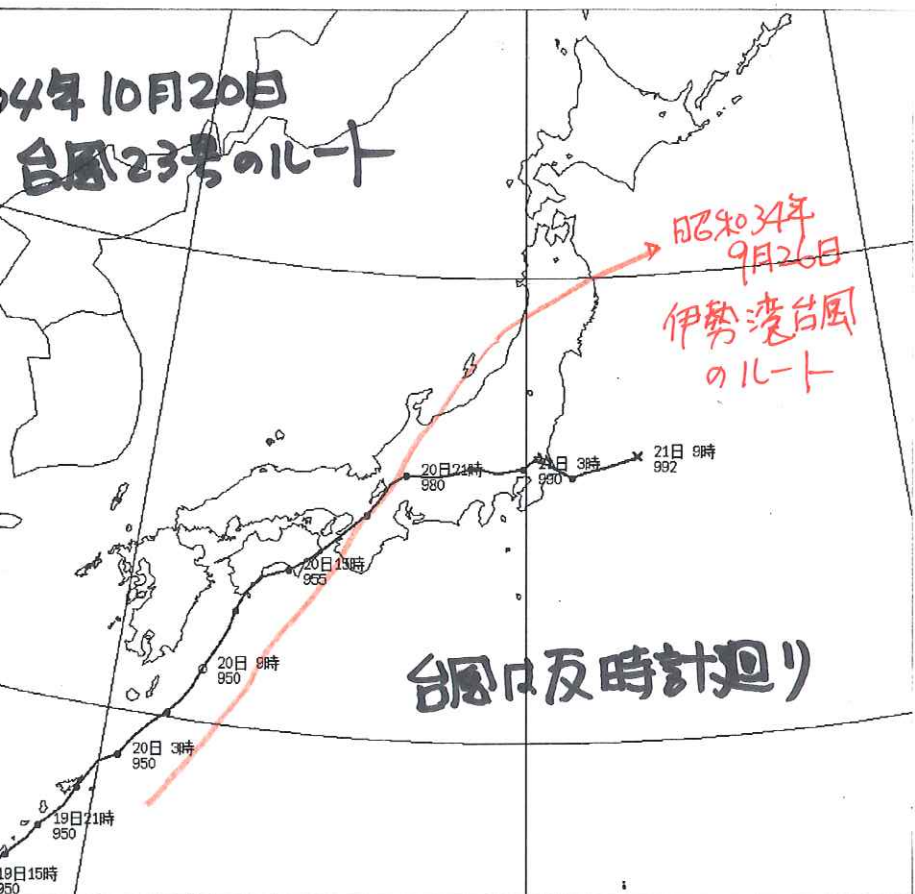 04年10月20日
台風23号のルート
昭和34年
9月26日
伊勢湾台風
のルート
20日21時
980
21日 3時
990
21日 9時
992
20日15時
955
20日 9時
950
台風は反時計廻り
20日 3時
950
19日21時
950
19日15時
950